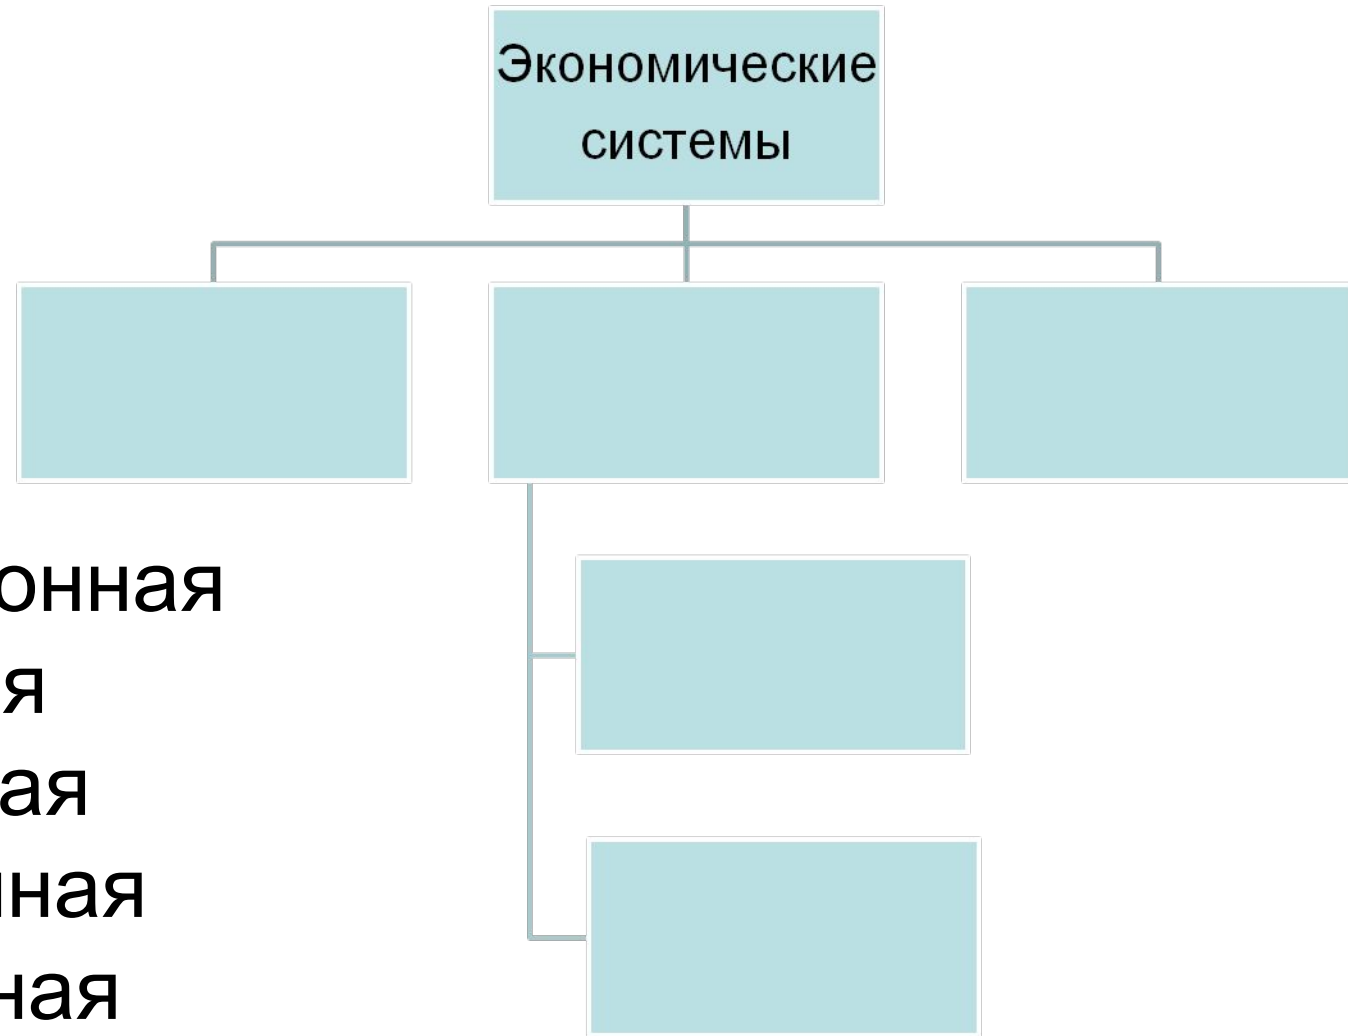 Экономические
системы
онная
я
ая
нная
ная